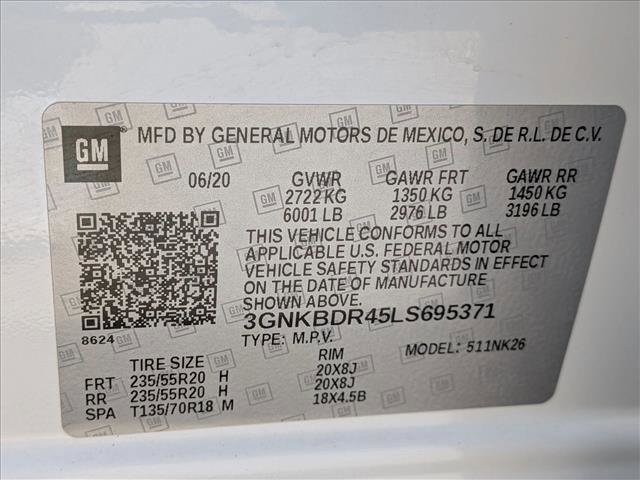 GM MFD BY GENERAL MOTORS DE MEXICO, S. DE R.L. DE C.V.
06/20 GVWR GAWR FRT GAWR RR
2722 KG 1350 KG 1450 KG
6001 LB 2976 LB 3196 LB
THIS VEHICLE CONFORMS TO ALL
APPLICABLE U.S. FEDERAL MOTOR
VEHICLE SAFETY STANDARDS IN EFFECT
ON THE DATE OF MANUFACTURE
SHOWN ABOVE.
3GNKBDR45LS695371
8624 TYPE: M.P.V. MODEL: 511NK26
TIRE SIZE RIM
FRT 235/55R20 H 20X8J
RR 235/55R20 H 20X8J
SPA T135/70R18 M 18X4.5B